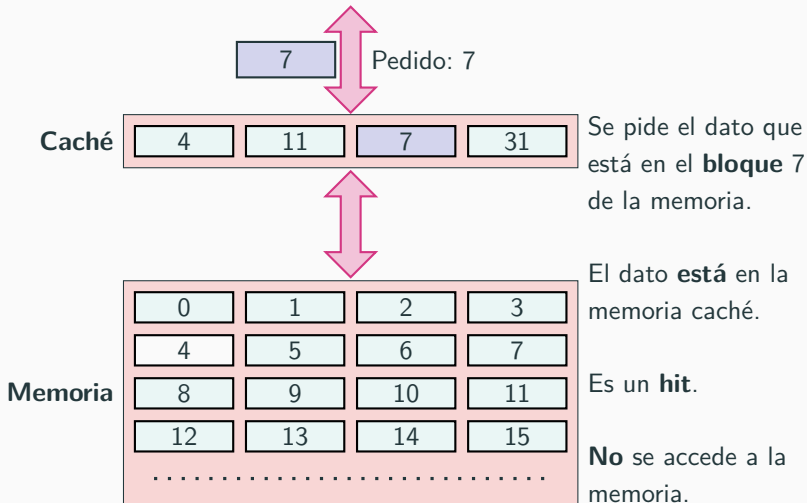 7
Pedido: 7
Caché
4 11 7 31
Se pide el dato que
está en el bloque 7
de la memoria.
El dato está en la
memoria caché.
Es un hit.
No se accede a la
memoria.
Memoria
0 1 2 3
4 5 6 7
8 9 10 11
12 13 14 15
..............................